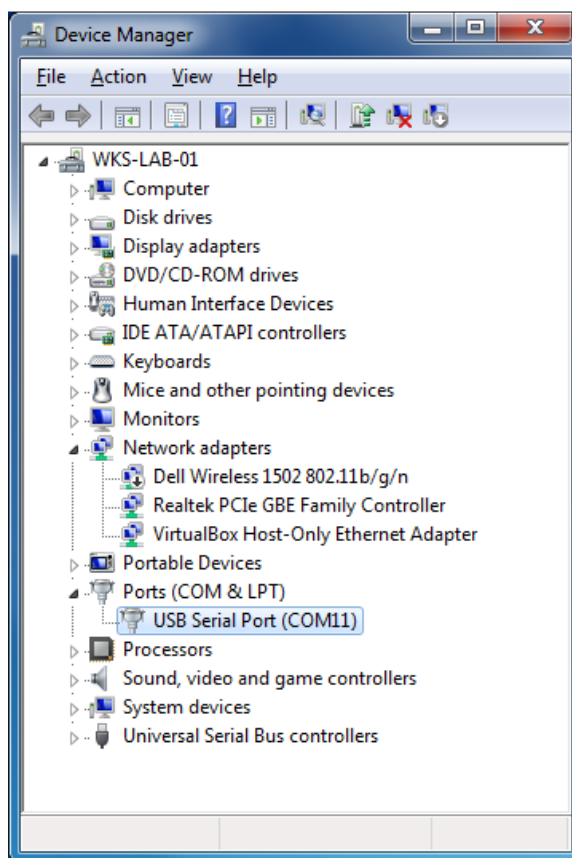 Device Manager
File Action View Help
WKS-LAB-01
Computer
Disk drives
Display adapters
DVD/CD-ROM drives
Human Interface Devices
IDE ATA/ATAPI controllers
Keyboards
Mice and other pointing devices
Monitors
Network adapters
Dell Wireless 1502 802.11b/g/n
Realtek PCIe GBE Family Controller
VirtualBox Host-Only Ethernet Adapter
Portable Devices
Ports (COM & LPT)
USB Serial Port (COM11)
Processors
Sound, video and game controllers
System devices
Universal Serial Bus controllers